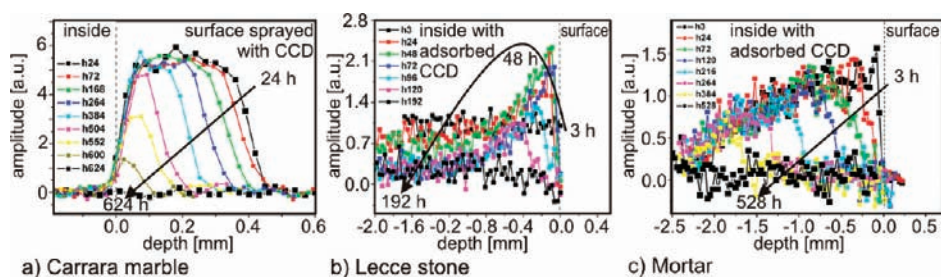 inside
surface sprayed with CCD
h24
h72
h168
h264
h384
h504
h552
h600
h624
24 h
624 h
amplitude [a.u.]
6
4
2
0
0.0 0.2 0.4 0.6
depth [mm]
a) Carrara marble
inside with adsorbed CCD
surface
h3
h24
h48
h72
h96
h120
h192
48 h
3 h
192 h
amplitude [a.u.]
2.8
2.1
1.4
0.7
0.0
-2.0 -1.6 -1.2 -0.8 -0.4 0.0
depth [mm]
b) Lecce stone
inside with adsorbed CCD
surface
h3
h24
h72
h120
h216
h264
h384
h528
3 h
528 h
amplitude [a.u.]
1.5
1.0
0.5
0.0
-2.5 -2.0 -1.5 -1.0 -0.5 0.0
depth [mm]
c) Mortar